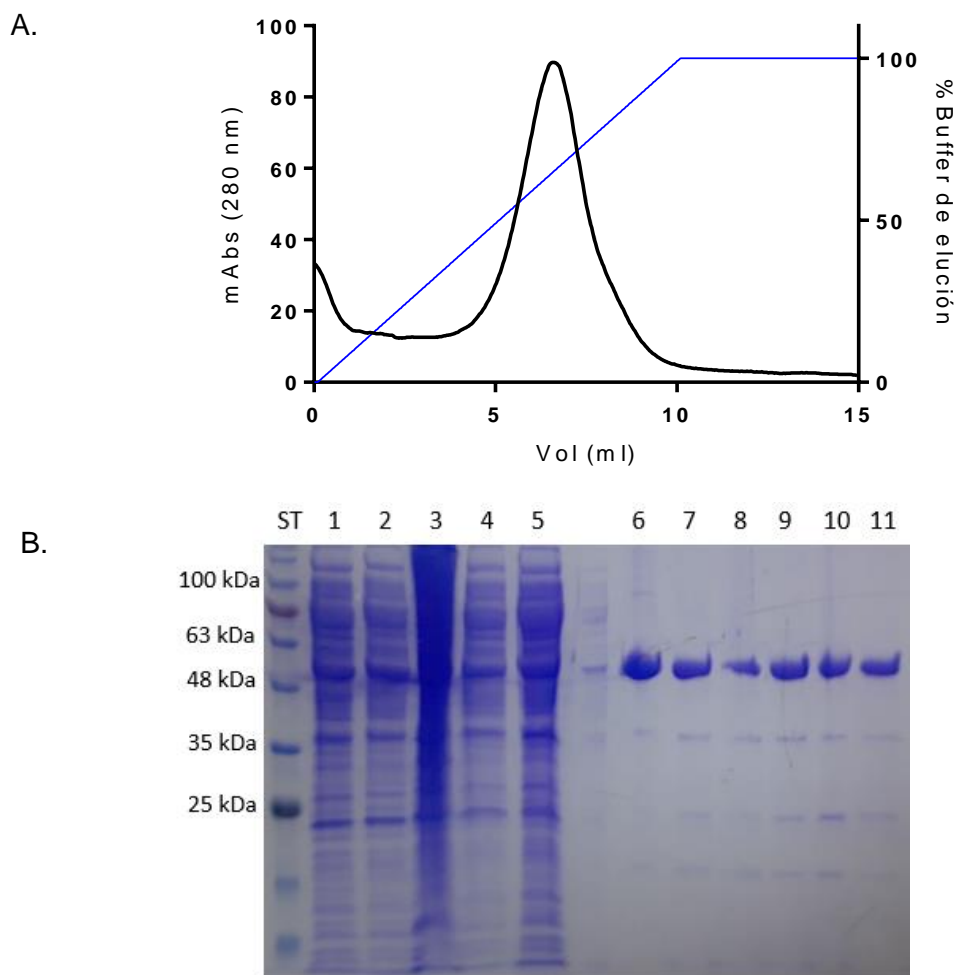 A.
100
80
60
40
20
0
mAbs (280 nm)
0
5
10
15
Vol (ml)
100
50
0
% Buffer de elución
B.
ST 1 2 3 4 5 6 7 8 9 10 11
100 kDa
63 kDa
48 kDa
35 kDa
25 kDa